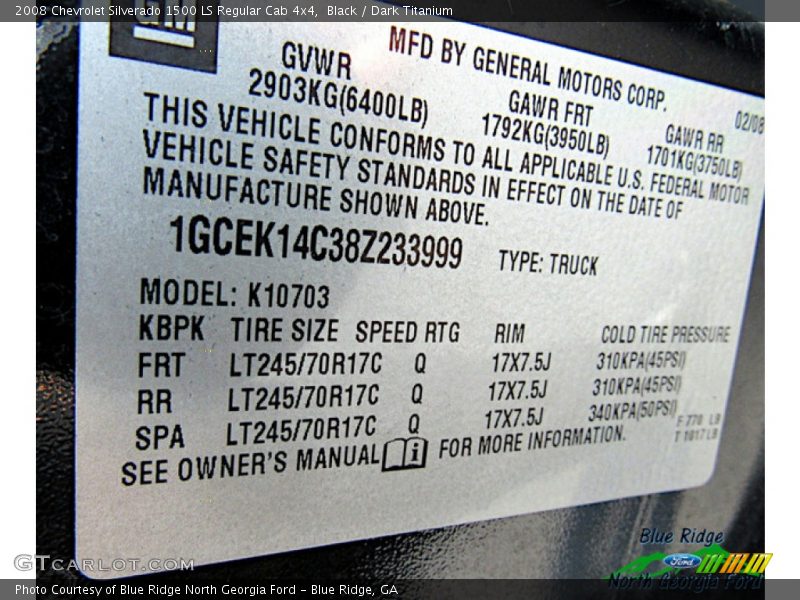 2008 Chevrolet Silverado 1500 LS Regular Cab 4x4,  Black / Dark Titanium
GM
MFD BY GENERAL MOTORS CORP.
02/08
GVWR
GAWR FRT
GAWR RR
2903KG(6400LB)
1792KG(3950LB)
1701KG(3750LB)
THIS VEHICLE CONFORMS TO ALL APPLICABLE U.S. FEDERAL MOTOR
VEHICLE SAFETY STANDARDS IN EFFECT ON THE DATE OF
MANUFACTURE SHOWN ABOVE.
1GCEK14C38Z233999
TYPE: TRUCK
MODEL: K10703
KBPK TIRE SIZE SPEED RTG RIM COLD TIRE PRESSURE
FRT LT245/70R17C Q 17X7.5J 310KPA(45PSI)
RR LT245/70R17C Q 17X7.5J 310KPA(45PSI)
SPA LT245/70R17C Q 17X7.5J 340KPA(50PSI)
F 770 LB
T 1017 LB
SEE OWNER'S MANUAL i FOR MORE INFORMATION.
Blue Ridge
Ford
North Georgia Ford
GTcarlot.com
Photo Courtesy of Blue Ridge North Georgia Ford - Blue Ridge, GA